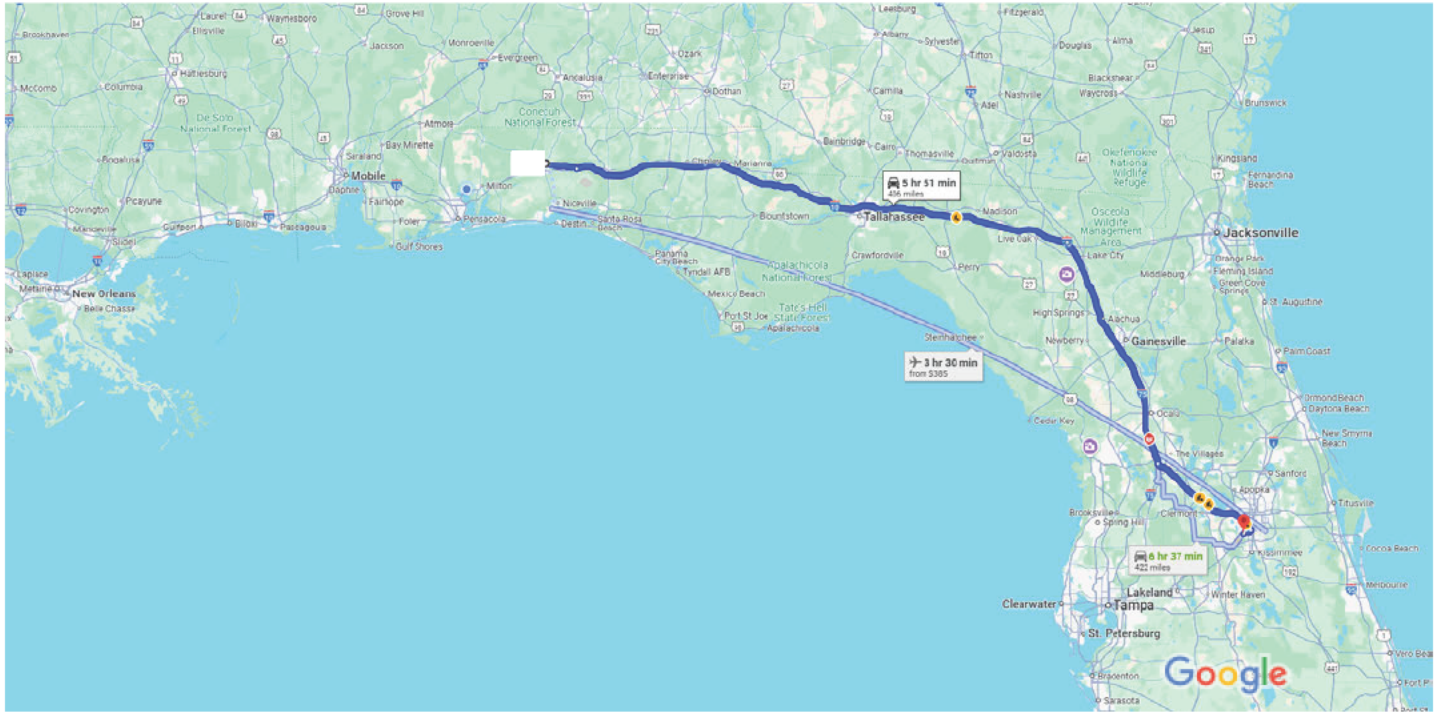 Laurel
Waynesboro
Grove Hill
Leesburg
Fitzgerald
Brookhaven
Ellisville
Jackson
Monroeville
Evergreen
Albany
Sylvester
Tifton
Douglas
Alma
Jesup
Ozark
Andalusia
Enterprise
Dothan
Camilla
Blackshear
Waycross
McComb
Columbia
Hattiesburg
Nashville
Adel
Brunswick
De Soto
National Forest
Conecuh
National Forest
Atmore
Bay Minette
Bainbridge
Cairo
Thomasville
Quitman
Valdosta
Okefenokee
National
Wildlife
Refuge
Kingsland
Fernandina
Beach
Bogalusa
Saraland
Mobile
Daphne
Fairhope
Foley
Milton
Pensacola
Gulf Shores
Chipley
Marianna
5 hr 51 min
Picayune
Covington
Mandeville
Slidell
Gulfport
Biloxi
Pascagoula
Niceville
Destin
Santa Rosa
Beach
Blountstown
Tallahassee
Madison
Live Oak
Osceola
Wildlife
Management
Area
Lake City
Jacksonville
Orange Park
Fleming Island
Green Cove
Springs
Middleburg
St. Augustine
Laplace
Metairie
New Orleans
Belle Chasse
Panama
City Beach
Tyndall AFB
Mexico Beach
Port St Joe
Apalachicola
Apalachicola
National Forest
Tate's Hell
State Forest
Crawfordville
Perry
High Springs
Alachua
Gainesville
Newberry
Palatka
Palm Coast
Steinhatchee
3 hr 30 min
from $385
Cedar Key
Ocala
Ormond Beach
Daytona Beach
New Smyrna
Beach
The Villages
Sanford
Apopka
Titusville
Brooksville
Spring Hill
Clermont
Kissimmee
Cocoa Beach
6 hr 37 min
422 miles
Melbourne
Clearwater
Lakeland
Tampa
Winter Haven
St. Petersburg
Bradenton
Sarasota
Google